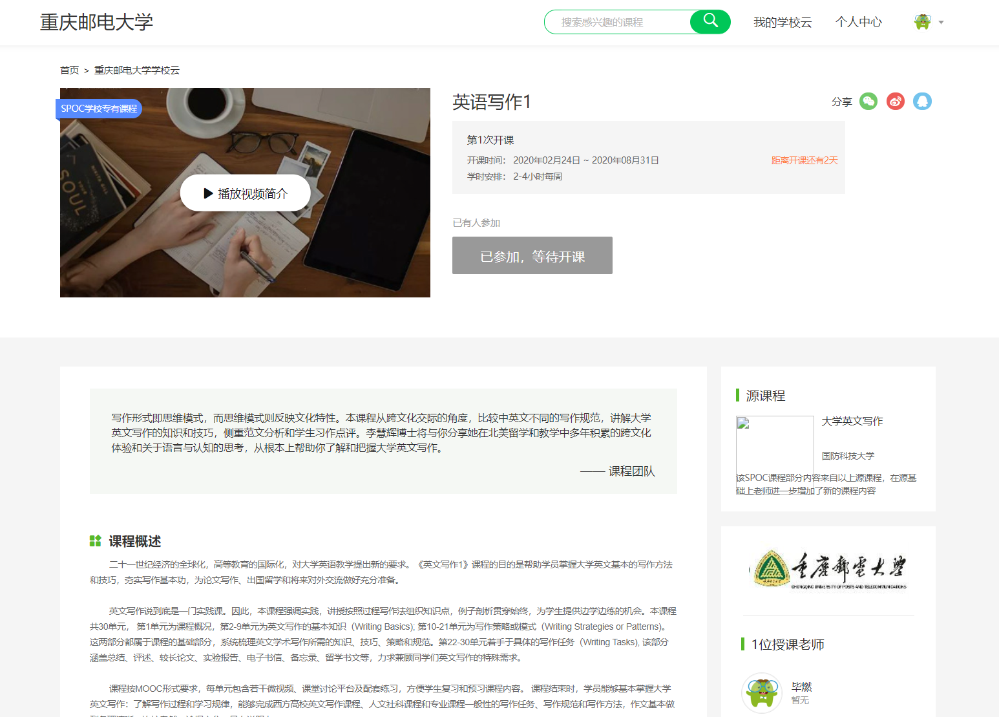 重庆邮电大学
搜索感兴趣的课程
我的学校云
个人中心
首页 > 重庆邮电大学学校云
SPOC学校专有课程
SOUL
播放视频简介
英语写作1
分享
第1次开课
开课时间： 2020年02月24日 ~ 2020年08月31日
距离开课还有2天
学时安排： 2-4小时每周
已有人参加
已参加，等待开课
写作形式即思维模式，而思维模式则反映文化特性。本课程从跨文化交际的角度，比较中英文不同的写作规范，讲解大学
英文写作的知识和技巧，侧重范文分析和学生习作点评。李慧辉博士将与你分享她在北美留学和教学中多年积累的跨文化
体验和关于语言与认知的思考，从根本上帮助你了解和把握大学英文写作。
—— 课程团队
课程概述
二十一世纪经济的全球化，高等教育的国际化，对大学英语教学提出新的要求。《英文写作1》课程的目的是帮助学员掌握大学英文基本的写作方法
和技巧，夯实写作基本功，为论文写作、出国留学和将来对外交流做好充分准备。
英文写作说到底是一门实践课。因此，本课程强调实践，讲授按照过程写作法组织知识点，例子剖析贯穿始终，为学生提供边学边练的机会。本课程
共30单元， 第1单元为课程概况，第2-9单元为英文写作的基本知识（Writing Basics); 第10-21单元为写作策略或模式（Writing Strategies or Patterns)。
这两部分都属于课程的基础部分，系统梳理英文学术写作所需的知识、技巧、策略和规范。第22-30单元着手于具体的写作任务（Writing Tasks), 该部分
涵盖总结、评述、较长论文、实验报告、电子书信、备忘录、留学书文等，力求兼顾同学们英文写作的特殊需求。
课程按MOOC形式要求，每单元包含若干微视频、课堂讨论平台及配套练习，方便学生复习和预习课程内容。 课程结束时，学员能够基本掌握大学
英文写作：了解写作过程和学习规律，能够完成西方高校英文写作课程、人文社科课程和专业课程一般性的写作任务、写作规范和写作方法，作文基本做
源课程
大学英文写作
国防科技大学
该SPOC课程部分内容来自以上源课程，在源基
础上老师进一步增加了新的课程内容
重庆邮电大学
CHONGQING UNIVERSITY OF POSTS AND TELECOMMUNICATIONS
1位授课老师
毕燃
暂无